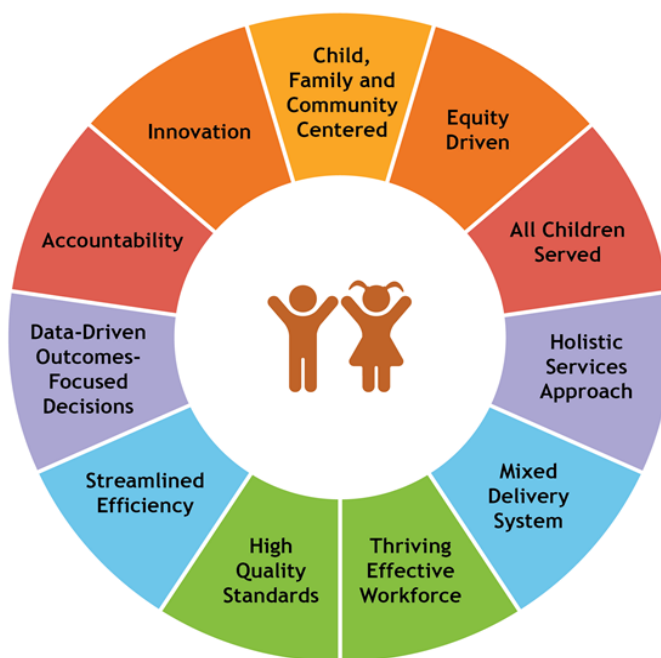 Child,
Family and
Community
Centered
Equity
Driven
All Children
Served
Holistic
Services
Approach
Mixed
Delivery
System
Thriving
Effective
Workforce
High
Quality
Standards
Streamlined
Efficiency
Data-Driven
Outcomes-
Focused
Decisions
Accountability
Innovation